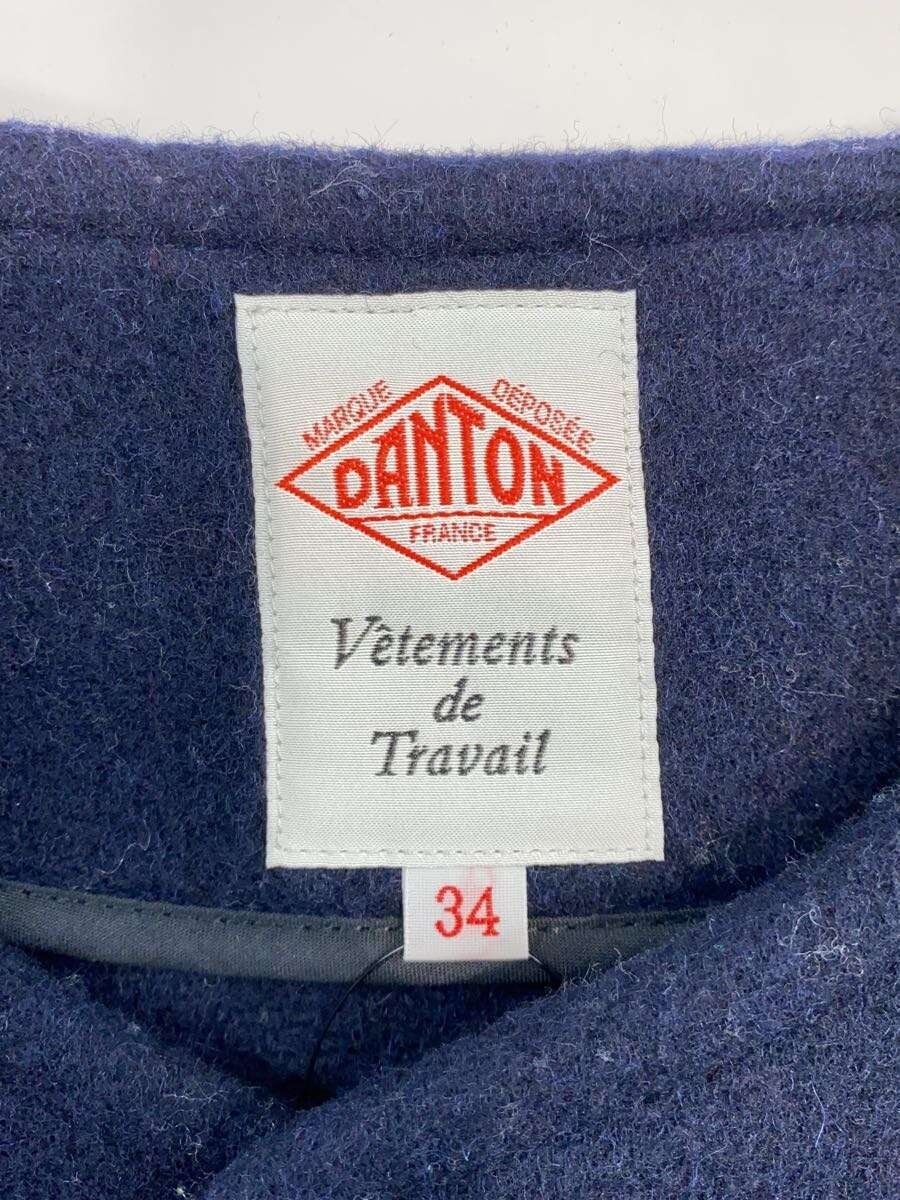 MARQUE DÉPOSÉE
DANTON
FRANCE
Vêtements
de
Travail
34